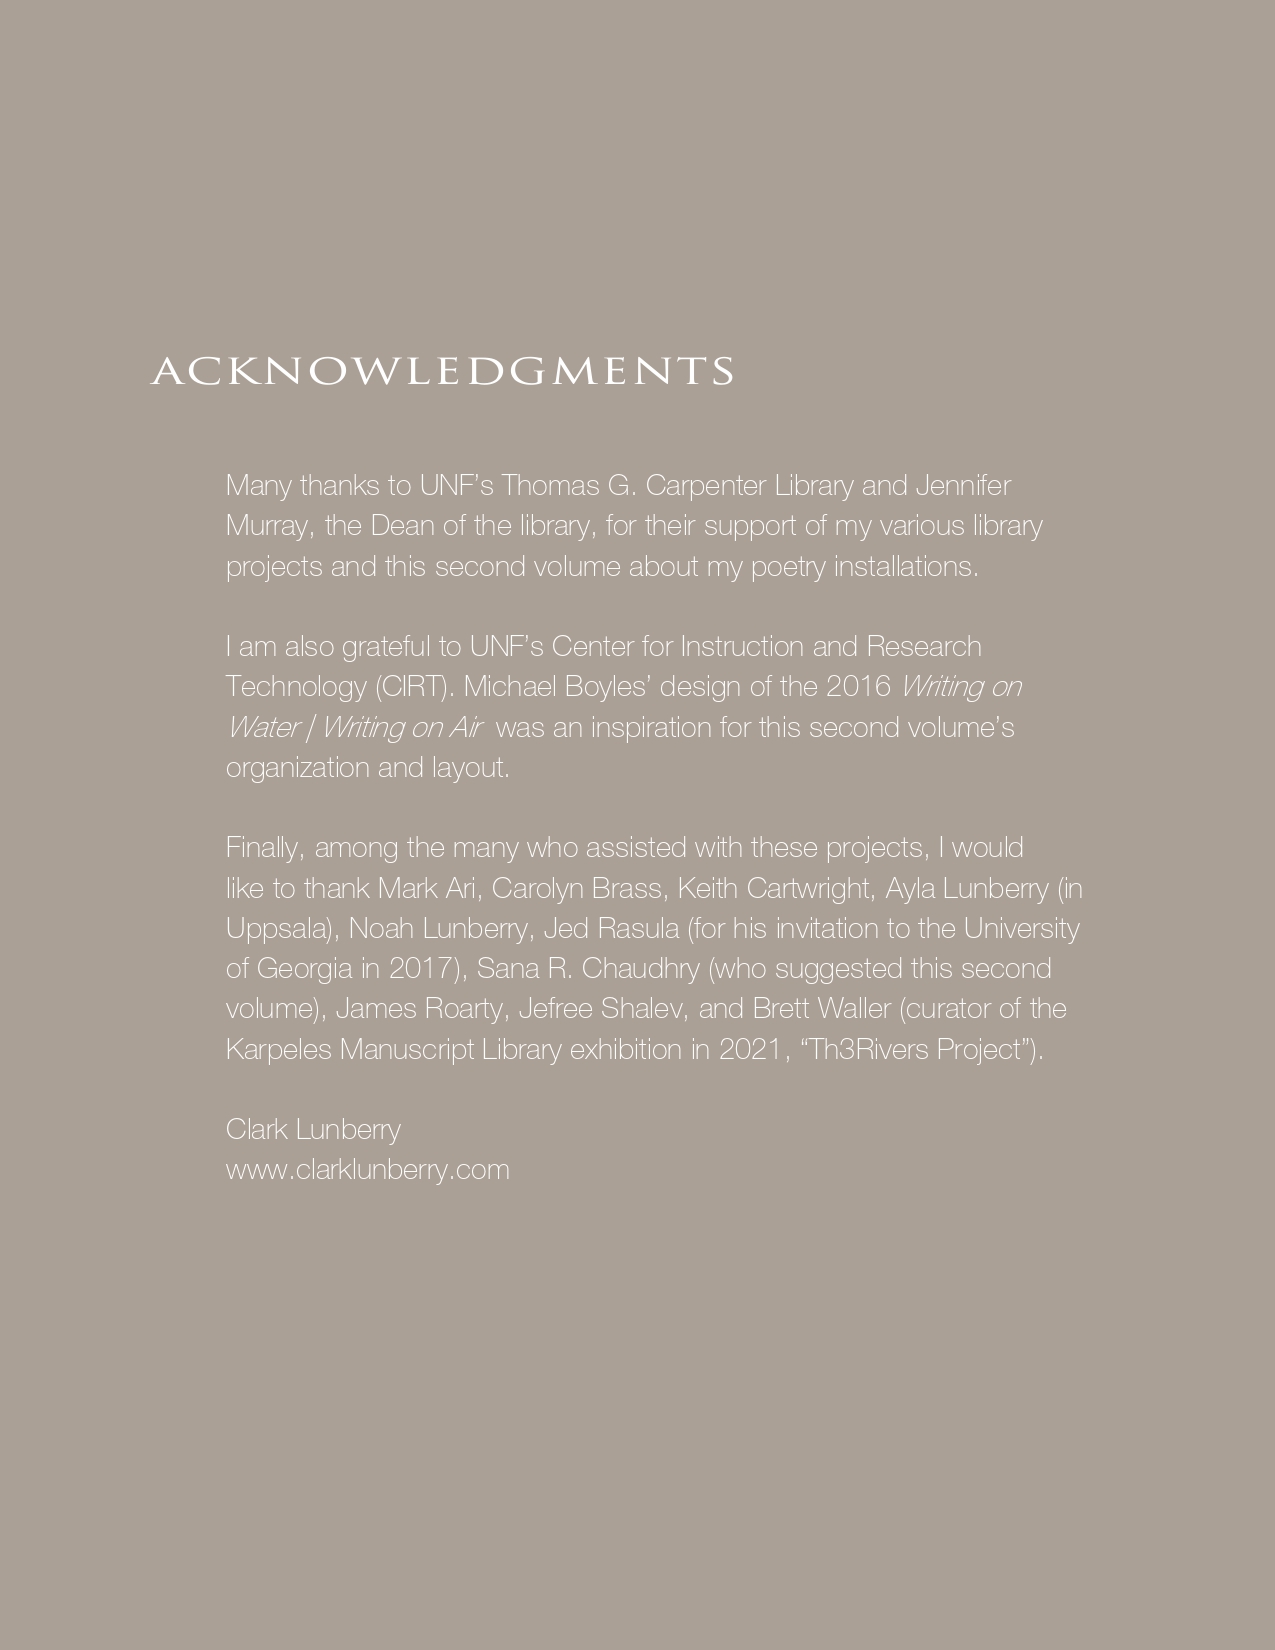 ACKNOWLEDGMENTS
Many thanks to UNF’s Thomas G. Carpenter Library and Jennifer
Murray, the Dean of the library, for their support of my various library
projects and this second volume about my poetry installations.
I am also grateful to UNF’s Center for Instruction and Research
Technology (CIRT). Michael Boyles’ design of the 2016 Writing on
Water / Writing on Air was an inspiration for this second volume’s
organization and layout.
Finally, among the many who assisted with these projects, I would
like to thank Mark Ari, Carolyn Brass, Keith Cartwright, Ayla Lunberry (in
Uppsala), Noah Lunberry, Jed Rasula (for his invitation to the University
of Georgia in 2017), Sana R. Chaudhry (who suggested this second
volume), James Roarty, Jefree Shalev, and Brett Waller (curator of the
Karpeles Manuscript Library exhibition in 2021, “Th3Rivers Project”).
Clark Lunberry
www.clarklunberry.com